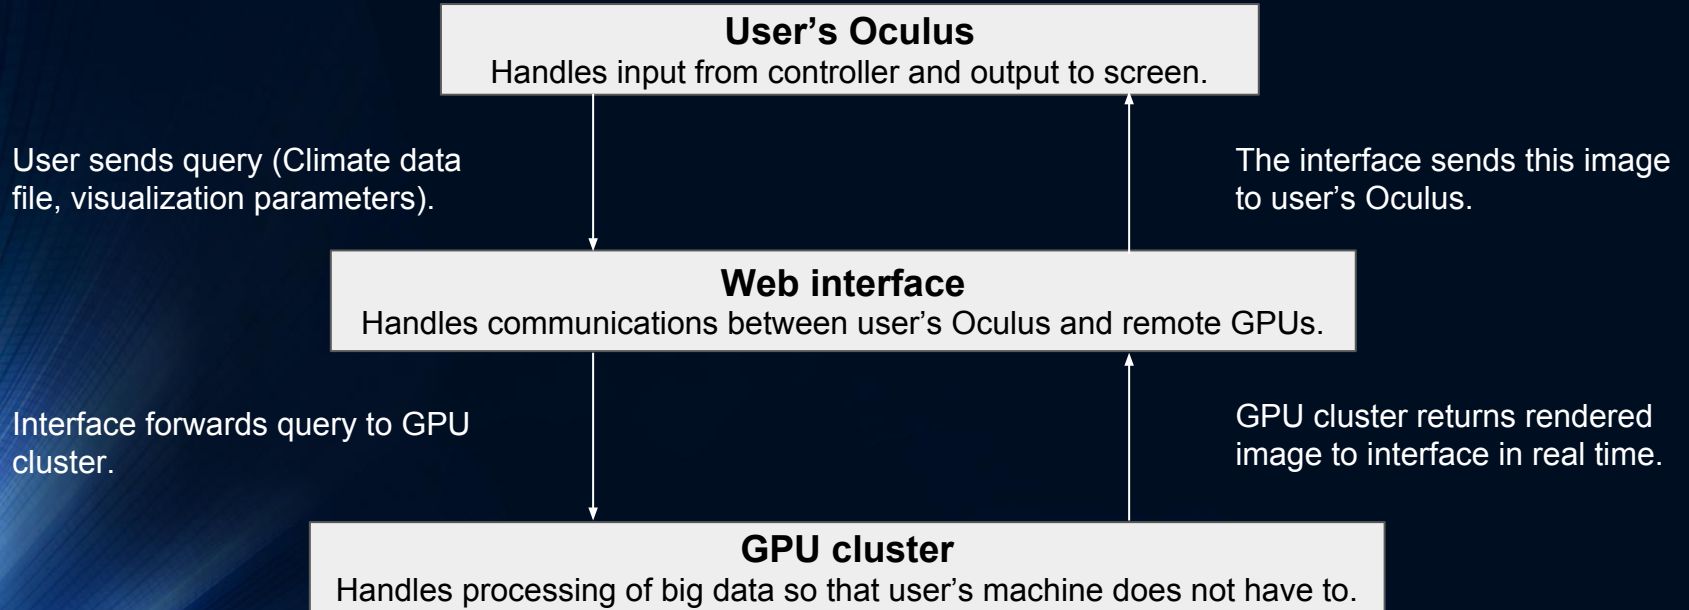 User’s Oculus
Handles input from controller and output to screen.
User sends query (Climate data
file, visualization parameters).
The interface sends this image
to user’s Oculus.
Web interface
Handles communications between user’s Oculus and remote GPUs.
Interface forwards query to GPU
cluster.
GPU cluster returns rendered
image to interface in real time.
GPU cluster
Handles processing of big data so that user’s machine does not have to.